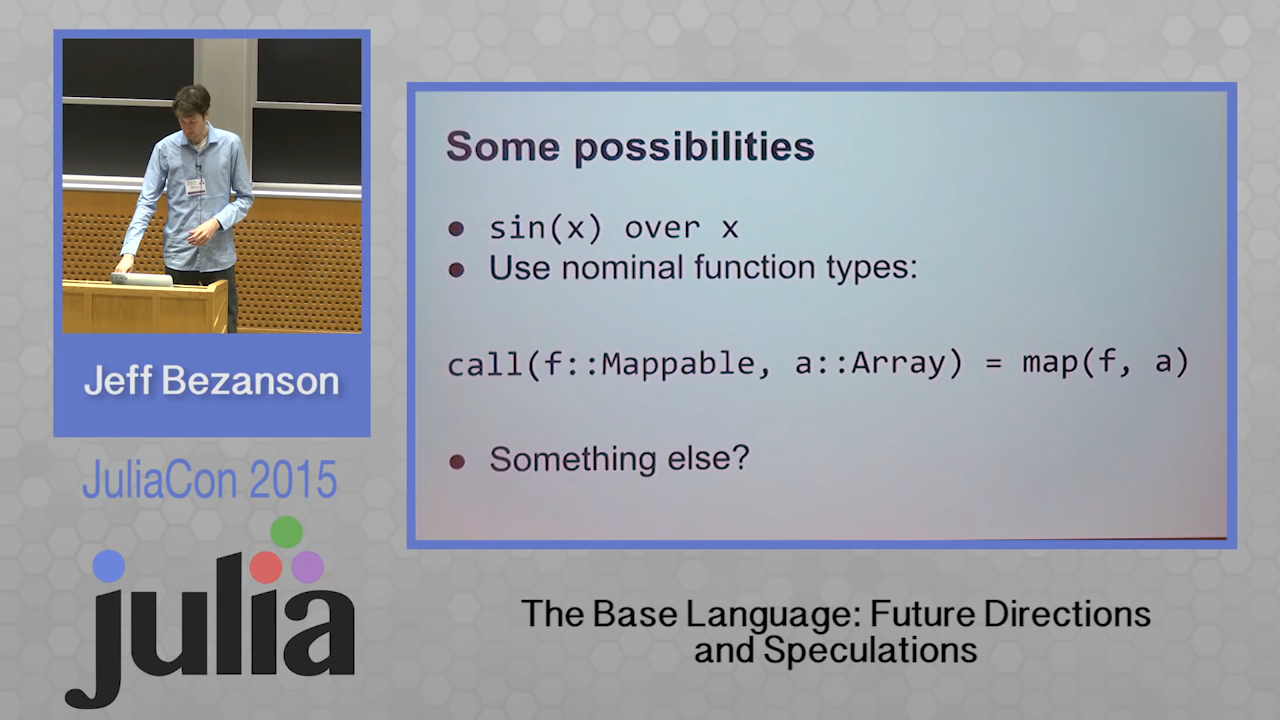 Some possibilities
● sin(x) over x
● Use nominal function types:
call(f::Mappable, a::Array) = map(f, a)
● Something else?
Jeff Bezanson
JuliaCon 2015
julia
The Base Language: Future Directions
and Speculations